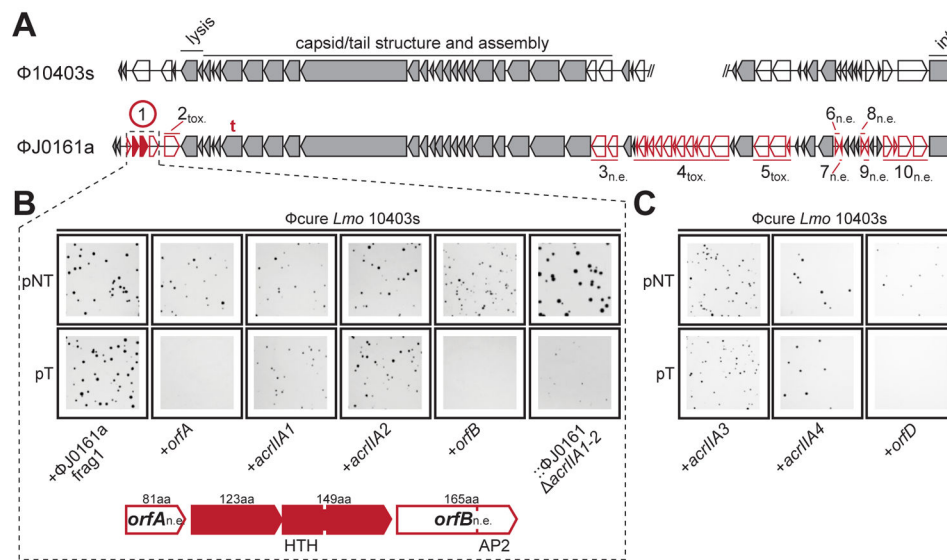 A
lysis
capsid/tail structure and assembly
int
Φ10403s
//
//
1
2tox.
t
6n.e.
8n.e.
ΦJ0161a
3n.e.
4tox.
5tox.
7n.e.
9n.e.
10n.e.
B
Φcure Lmo 10403s
pNT
pT
+ΦJ0161a
frag1
+orfA
+acrIIA1
+acrIIA2
+orfB
::ΦJ0161
ΔacrIIA1-2
81aa
123aa
149aa
165aa
orfAn.e.
orfBn.e.
HTH
AP2
C
Φcure Lmo 10403s
pNT
pT
+acrIIA3
+acrIIA4
+orfD